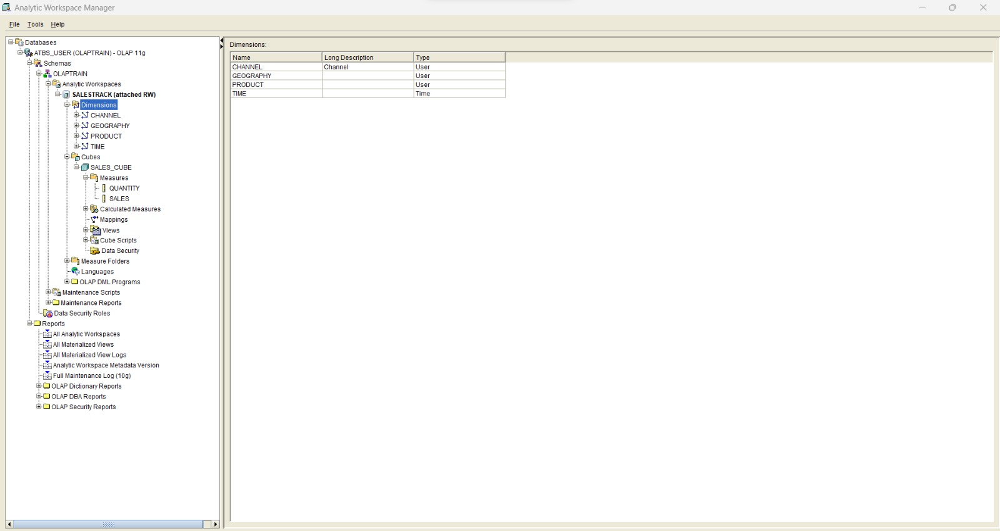 Analytic Workspace Manager
File Tools Help
Databases
ATBS_USER (OLAPTRAIN) - OLAP 11g
Schemas
OLAPTRAIN
Analytic Workspaces
SALESTRACK (attached RW)
Dimensions
CHANNEL
GEOGRAPHY
PRODUCT
TIME
Cubes
SALES_CUBE
Measures
QUANTITY
SALES
Calculated Measures
Mappings
Views
Cube Scripts
Data Security
Measure Folders
Languages
OLAP DML Programs
Maintenance Scripts
Maintenance Reports
Data Security Roles
Reports
All Analytic Workspaces
All Materialized Views
All Materialized View Logs
Analytic Workspace Metadata Version
Full Maintenance Log (10g)
OLAP Dictionary Reports
OLAP DBA Reports
OLAP Security Reports
Dimensions:
Name Long Description Type
CHANNEL Channel User
GEOGRAPHY User
PRODUCT User
TIME Time